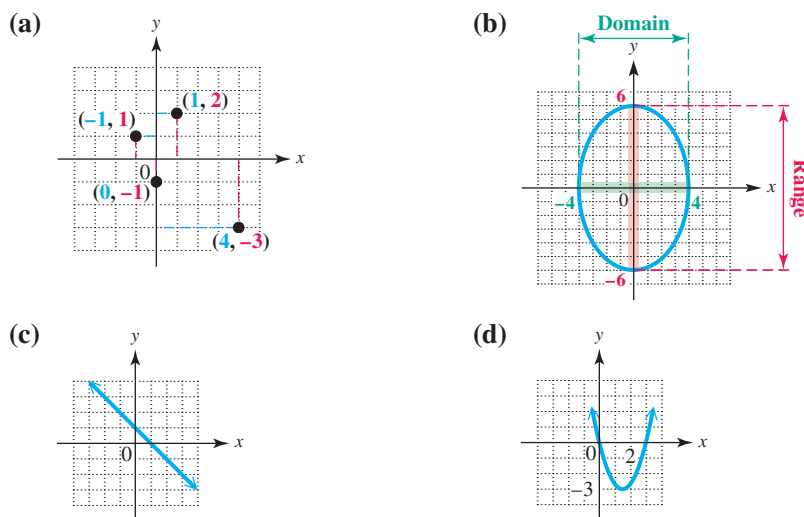 (a)
y
(1, 2)
(−1, 1)
x
0
(0, −1)
(4, −3)
(b)
Domain
y
6
x
−4
0
4
Range
−6
(c)
y
x
0
(d)
y
x
0
2
−3